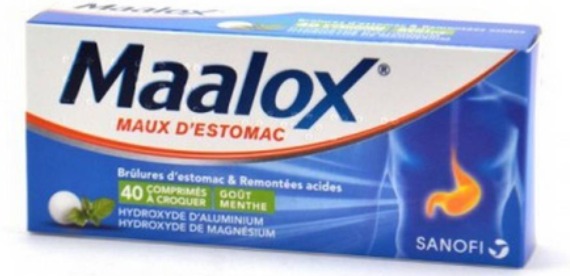 Maalox®
MAUX D'ESTOMAC
Brûlures d'estomac & Remontées acides
40 COMPRIMÉS À CROQUER GOÛT MENTHE
HYDROXYDE D'ALUMINIUM
HYDROXYDE DE MAGNÉSIUM
SANOFI